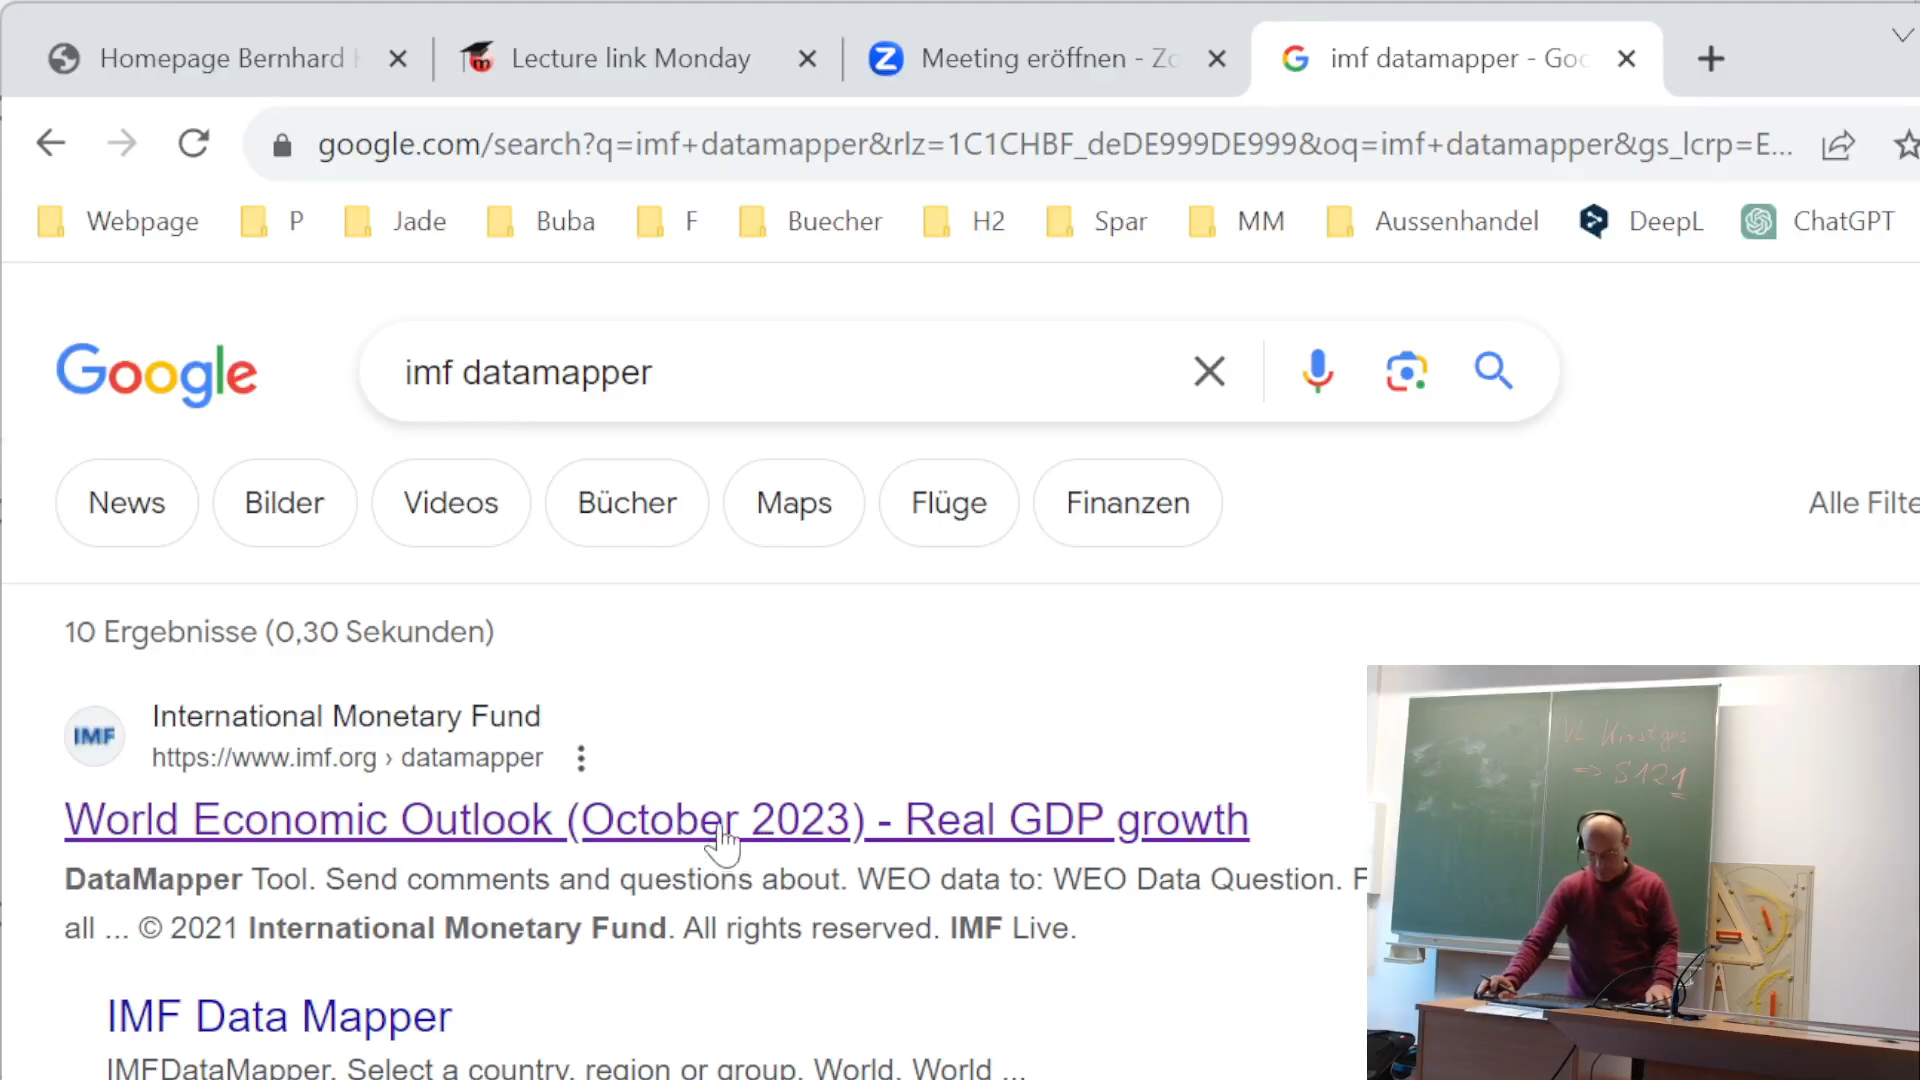 Homepage Bernhard
Lecture link Monday
Meeting eröffnen - Zo
imf datamapper - Goo
google.com/search?q=imf+datamapper&rlz=1C1CHBF_deDE999DE999&oq=imf+datamapper&gs_lcrp=E...
Webpage P Jade Buba F Buecher H2 Spar MM Aussenhandel DeepL ChatGPT
Google
imf datamapper
News Bilder Videos Bücher Maps Flüge Finanzen
Alle Filte
10 Ergebnisse (0,30 Sekunden)
IMF
International Monetary Fund
https://www.imf.org › datamapper
World Economic Outlook (October 2023) - Real GDP growth
DataMapper Tool. Send comments and questions about. WEO data to: WEO Data Question. F
all ... © 2021 International Monetary Fund. All rights reserved. IMF Live.
IMF Data Mapper
IMFDataMapper. Select a country, region or group. World. World ...
VL Kirstges
⇒ S121